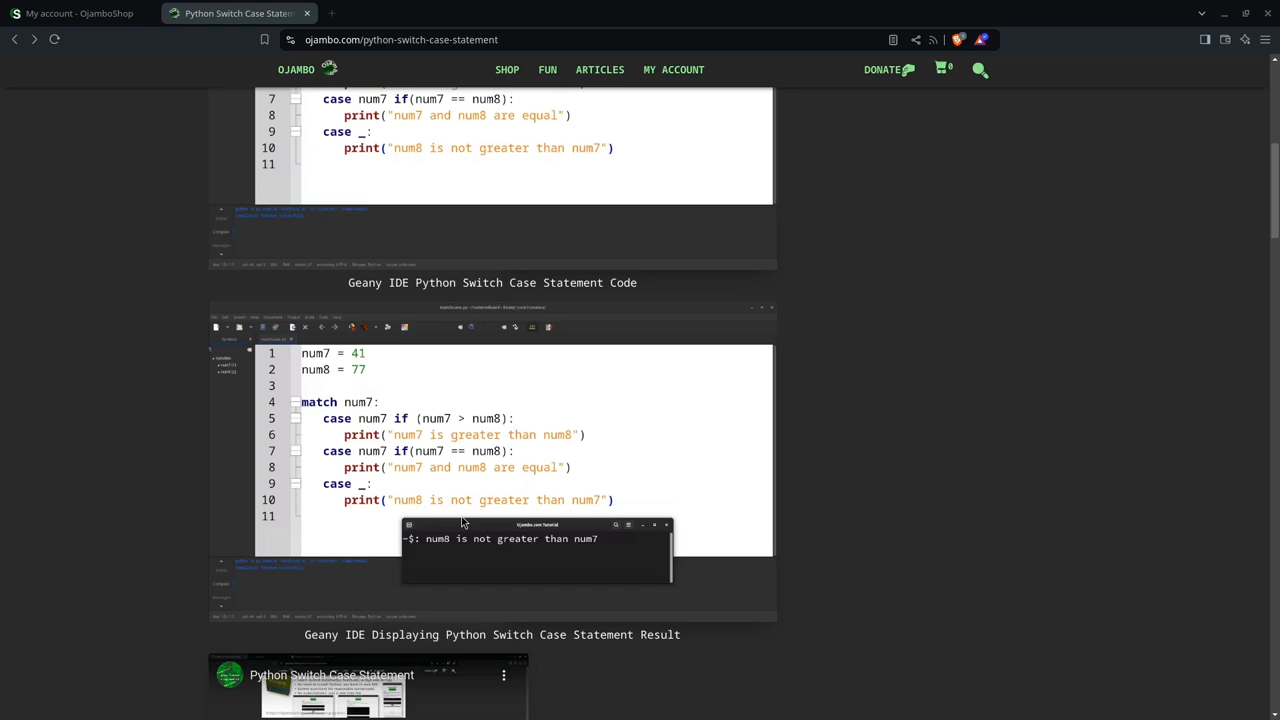 My account - OjamboShop
Python Switch Case Statem
ojambo.com/python-switch-case-statement
OJAMBO
SHOP
FUN
ARTICLES
MY ACCOUNT
DONATE
0
7 case num7 if(num7 == num8):
8 print("num7 and num8 are equal")
9 case _:
10 print("num8 is not greater than num7")
11
Geany IDE Python Switch Case Statement Code
1 num7 = 41
2 num8 = 77
3
4 match num7:
5 case num7 if (num7 > num8):
6 print("num7 is greater than num8")
7 case num7 if(num7 == num8):
8 print("num7 and num8 are equal")
9 case _:
10 print("num8 is not greater than num7")
11
Ojambo.com Tutorial
~$: num8 is not greater than num7
Geany IDE Displaying Python Switch Case Statement Result
Python Switch Case Statement